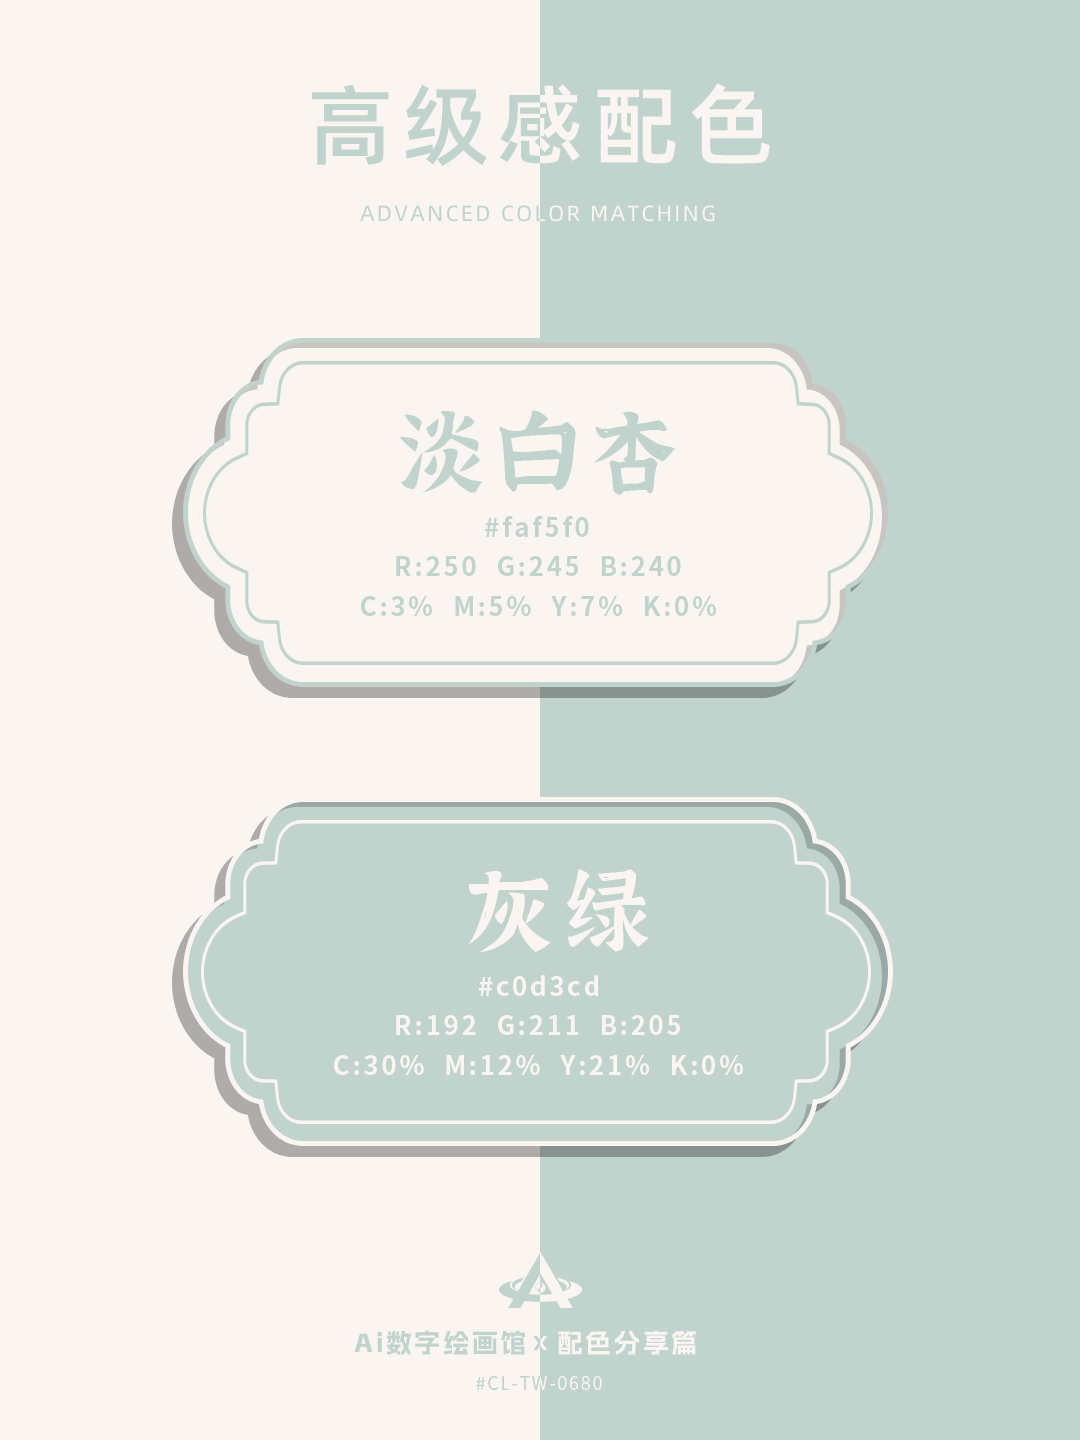 高级感配色
ADVANCED COLOR MATCHING
淡白杏
#faf5f0
R:250 G:245 B:240
C:3% M:5% Y:7% K:0%
灰绿
#c0d3cd
R:192 G:211 B:205
C:30% M:12% Y:21% K:0%
Ai数字绘画馆 x 配色分享篇
#CL-TW-0680